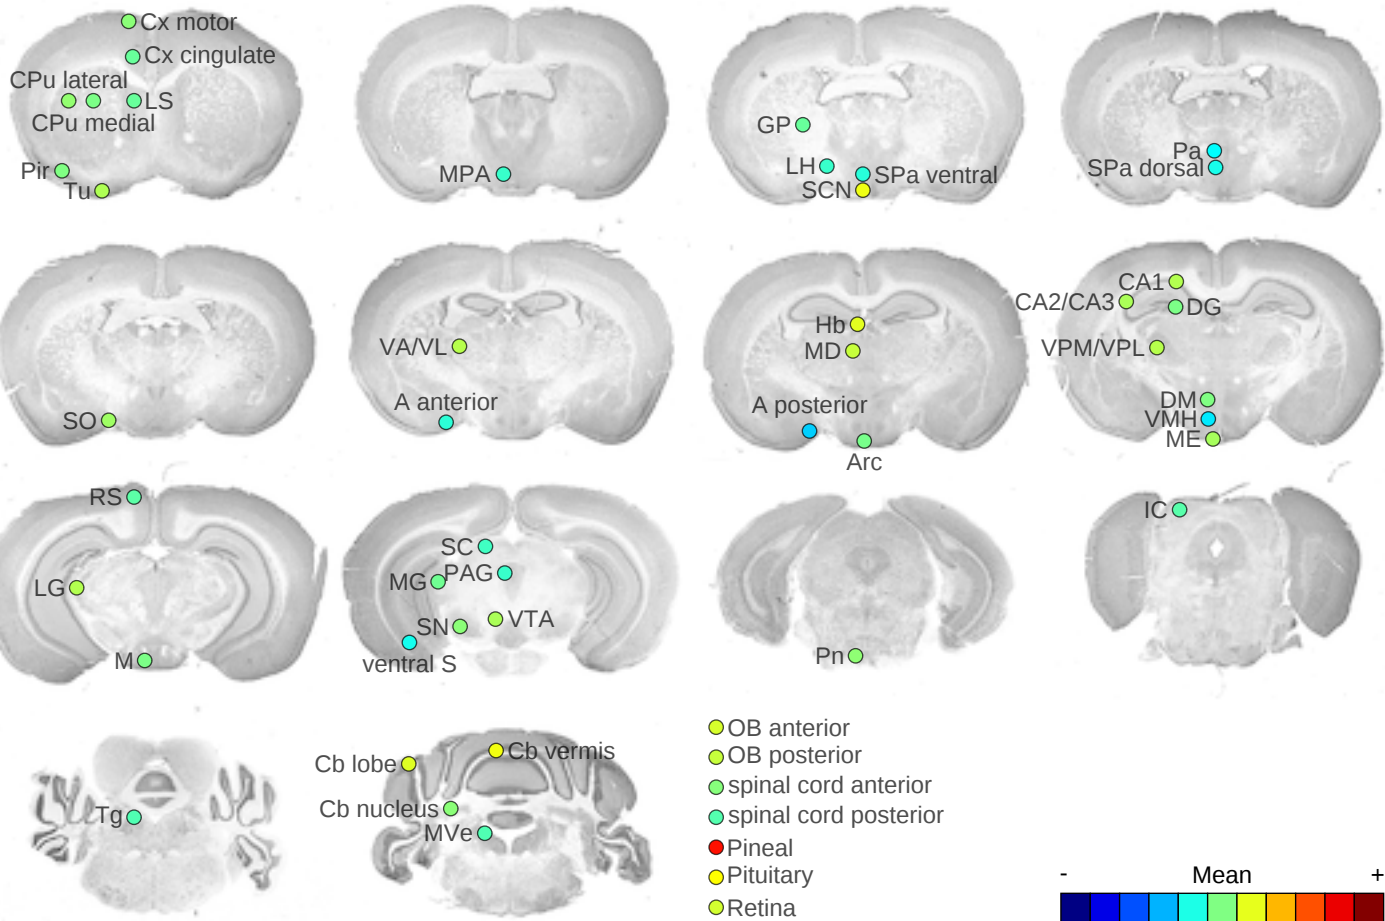 Cx motor
Cx cingulate
CPu lateral
LS
CPu medial
Pir
Tu
MPA
GP
LH
SPa ventral
SCN
Pa
SPa dorsal
SO
VA/VL
A anterior
Hb
MD
A posterior
Arc
CA1
CA2/CA3
DG
VPM/VPL
DM
VMH
ME
RS
LG
M
SC
PAG
MG
SN
VTA
ventral S
Pn
IC
Tg
Cb lobe
Cb vermis
Cb nucleus
MVe
OB anterior
OB posterior
spinal cord anterior
spinal cord posterior
Pineal
Pituitary
Retina
- Mean +